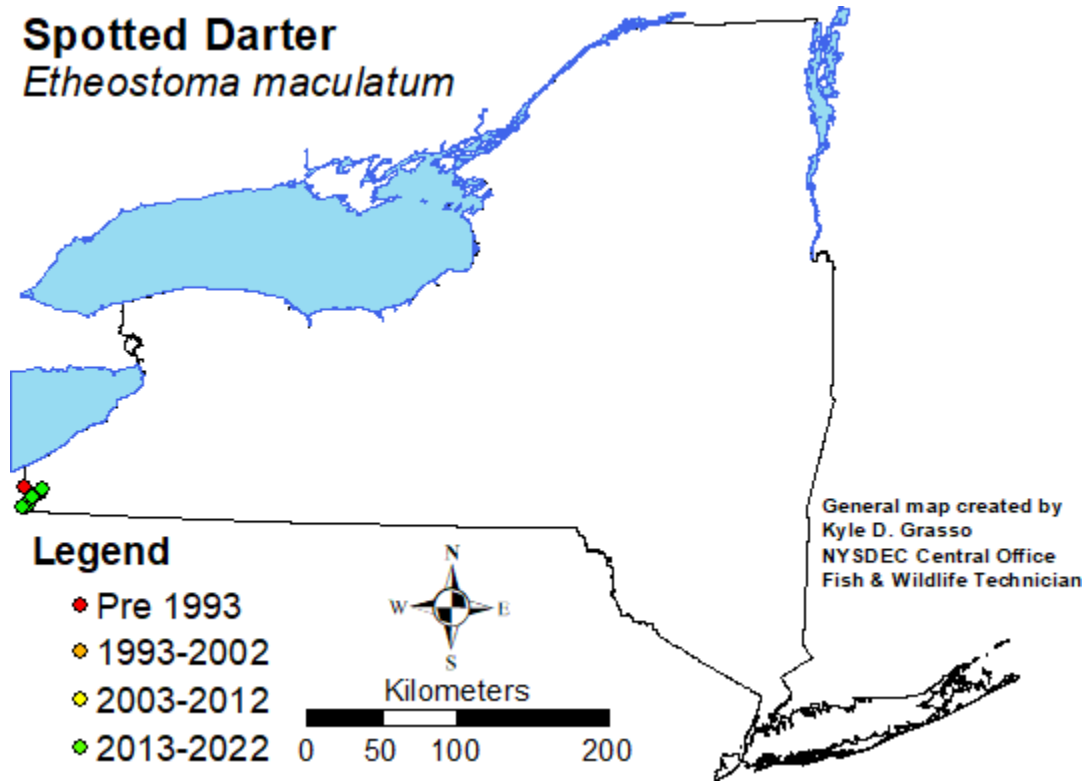 Spotted Darter
Etheostoma maculatum
General map created by
Kyle D. Grasso
NYSDEC Central Office
Fish & Wildlife Technician
Legend
Pre 1993
1993-2002
2003-2012
2013-2022
N
W E
S
Kilometers
0 50 100 200